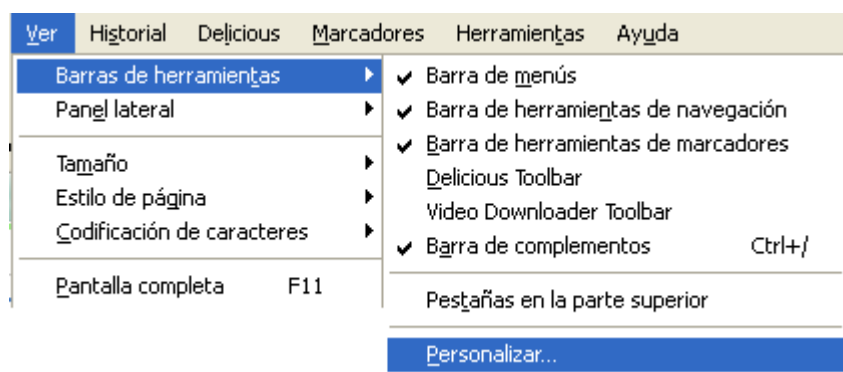 Ver Historial Delicious Marcadores Herramientas Ayuda
Barras de herramientas
Panel lateral
Tamaño
Estilo de página
Codificación de caracteres
Pantalla completa F11
Barra de menús
Barra de herramientas de navegación
Barra de herramientas de marcadores
Delicious Toolbar
Video Downloader Toolbar
Barra de complementos Ctrl+/
Pestañas en la parte superior
Personalizar...